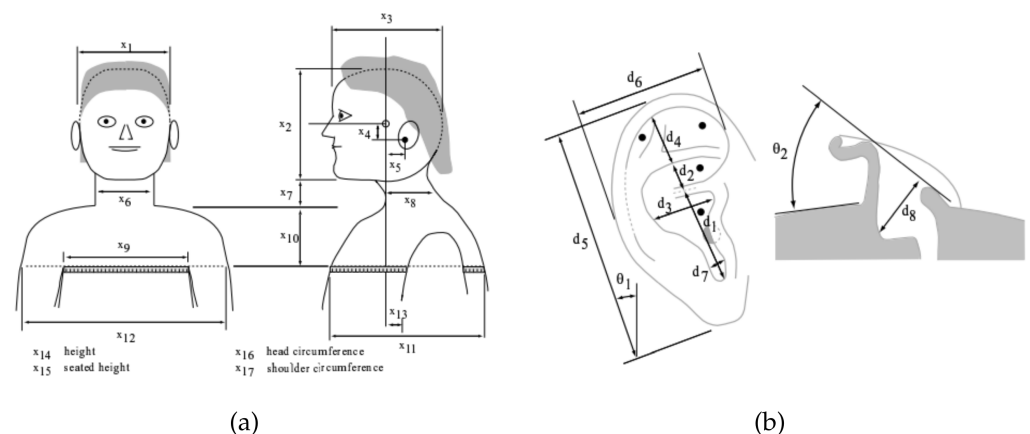 x1
x3
x2
x4
x5
x6
x7
x8
x9
x10
x12
x13
x11
x14 height
x15 seated height
x16 head circumference
x17 shoulder circumference
(a)
d6
d4
d2
d3
d1
d5
d7
θ1
θ2
d8
(b)